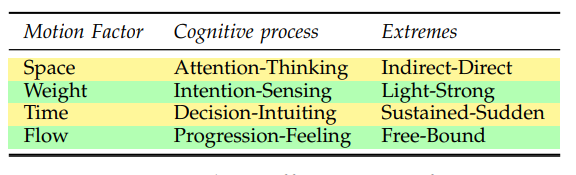 Motion Factor Cognitive process Extremes
Space Attention-Thinking Indirect-Direct
Weight Intention-Sensing Light-Strong
Time Decision-Intuiting Sustained-Sudden
Flow Progression-Feeling Free-Bound